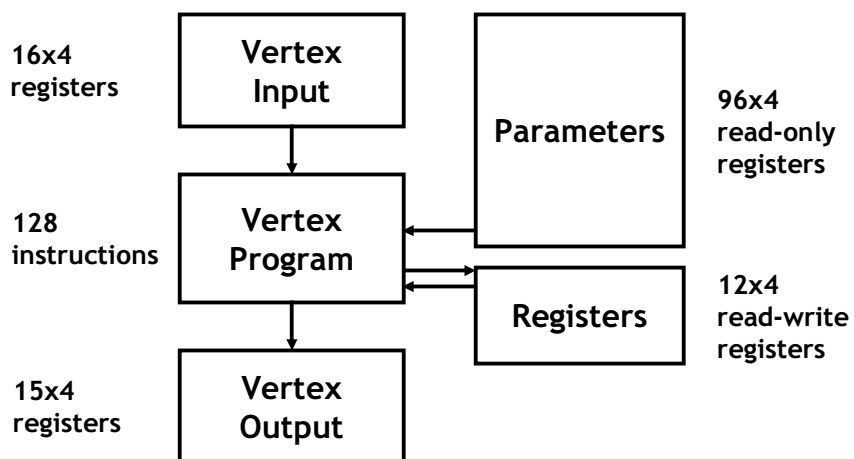 16x4
registers
Vertex
Input
Parameters
96x4
read-only
registers
128
instructions
Vertex
Program
Registers
12x4
read-write
registers
15x4
registers
Vertex
Output